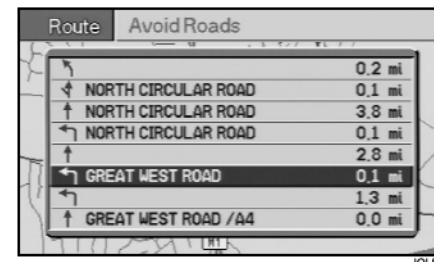 Route Avoid Roads
0.2 mi
NORTH CIRCULAR ROAD 0.1 mi
NORTH CIRCULAR ROAD 3.8 mi
NORTH CIRCULAR ROAD 0.1 mi
2.8 mi
GREAT WEST ROAD 0.1 mi
1.3 mi
GREAT WEST ROAD /A4 0.0 mi
M1